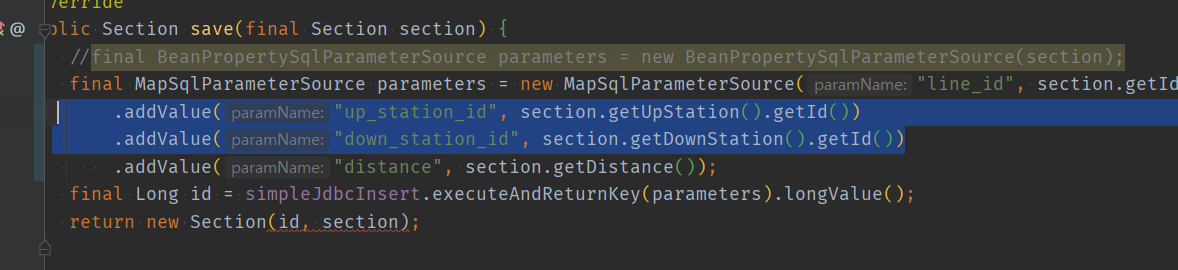 verride
blic Section save(final Section section) {
//final BeanPropertySqlParameterSource parameters = new BeanPropertySqlParameterSource(section);
final MapSqlParameterSource parameters = new MapSqlParameterSource( paramName: "line_id", section.getId
.addValue( paramName: "up_station_id", section.getUpStation().getId())
.addValue( paramName: "down_station_id", section.getDownStation().getId())
.addValue( paramName: "distance", section.getDistance());
final Long id = simpleJdbcInsert.executeAndReturnKey(parameters).longValue();
return new Section(id, section);